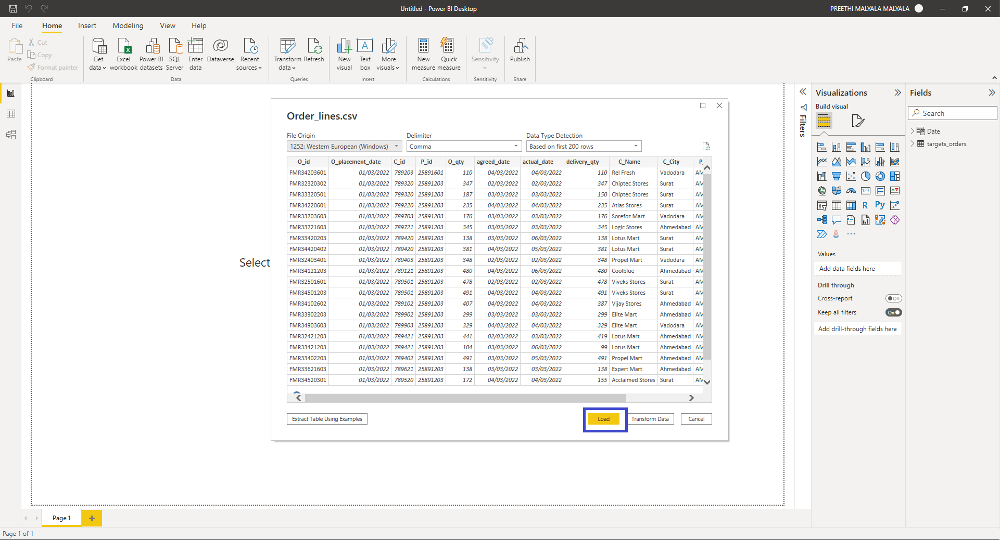 Untitled - Power BI Desktop
PREETHI MALYALA MALYALA
File Home Insert Modeling View Help
Paste
Cut
Copy
Format painter
Clipboard
Get data
Excel workbook
Power BI datasets
SQL Server
Enter data
Dataverse
Recent sources
Data
Transform data
Refresh
Queries
New visual
Text box
More visuals
Insert
New measure
Quick measure
Calculations
Sensitivity
Sensitivity
Publish
Share
Select
Order_lines.csv
File Origin Delimiter Data Type Detection
1252: Western European (Windows) Comma Based on first 200 rows
O_id O_placement_date C_id P_id O_qty agreed_date actual_date delivery_qty C_Name C_City P
FMR34203601 01/03/2022 789203 25891601 110 04/03/2022 04/03/2022 110 Rel Fresh Vadodara AM
FMR32320302 01/03/2022 789320 25891203 347 02/03/2022 02/03/2022 347 Chiptec Stores Surat AM
FMR33320501 01/03/2022 789320 25891203 187 03/03/2022 03/03/2022 150 Chiptec Stores Surat AM
FMR34220601 01/03/2022 789220 25891203 235 04/03/2022 04/03/2022 235 Atlas Stores Surat AM
FMR33703603 01/03/2022 789703 25891203 176 03/03/2022 03/03/2022 176 Sorefoz Mart Vadodara AM
FMR33721603 01/03/2022 789721 25891203 345 03/03/2022 03/03/2022 345 Logic Stores Ahmedabad AM
FMR33420203 01/03/2022 789420 25891203 138 03/03/2022 06/03/2022 138 Lotus Mart Surat AM
FMR34420402 01/03/2022 789420 25891203 381 04/03/2022 05/03/2022 381 Lotus Mart Surat AM
FMR32403401 01/03/2022 789403 25891203 348 02/03/2022 02/03/2022 348 Propel Mart Vadodara AM
FMR34121203 01/03/2022 789121 25891203 480 04/03/2022 06/03/2022 480 Coolblue Ahmedabad AM
FMR32501601 01/03/2022 789501 25891203 478 02/03/2022 02/03/2022 478 Viveks Stores Surat AM
FMR34501203 01/03/2022 789501 25891203 491 04/03/2022 04/03/2022 491 Viveks Stores Surat AM
FMR34102602 01/03/2022 789102 25891203 407 04/03/2022 04/03/2022 387 Vijay Stores Ahmedabad AM
FMR33902203 01/03/2022 789902 25891203 299 03/03/2022 03/03/2022 299 Elite Mart Ahmedabad AM
FMR34903603 01/03/2022 789903 25891203 329 04/03/2022 04/03/2022 329 Elite Mart Vadodara AM
FMR32421203 01/03/2022 789421 25891203 441 02/03/2022 03/03/2022 419 Lotus Mart Ahmedabad AM
FMR33421203 01/03/2022 789421 25891203 104 03/03/2022 06/03/2022 99 Lotus Mart Ahmedabad AM
FMR33402203 01/03/2022 789402 25891203 491 03/03/2022 05/03/2022 491 Propel Mart Ahmedabad AM
FMR33621603 01/03/2022 789621 25891203 138 03/03/2022 03/03/2022 138 Expert Mart Ahmedabad AM
FMR34520301 01/03/2022 789520 25891203 172 04/03/2022 04/03/2022 155 Acclaimed Stores Surat AM
Extract Table Using Examples
Load
Transform Data
Cancel
Filters
Visualizations
Build visual
123
R
Py
Values
Add data fields here
Drill through
Cross-report Off
Keep all filters On
Add drill-through fields here
Fields
Search
Date
targets_orders
Page 1
Page 1 of 1